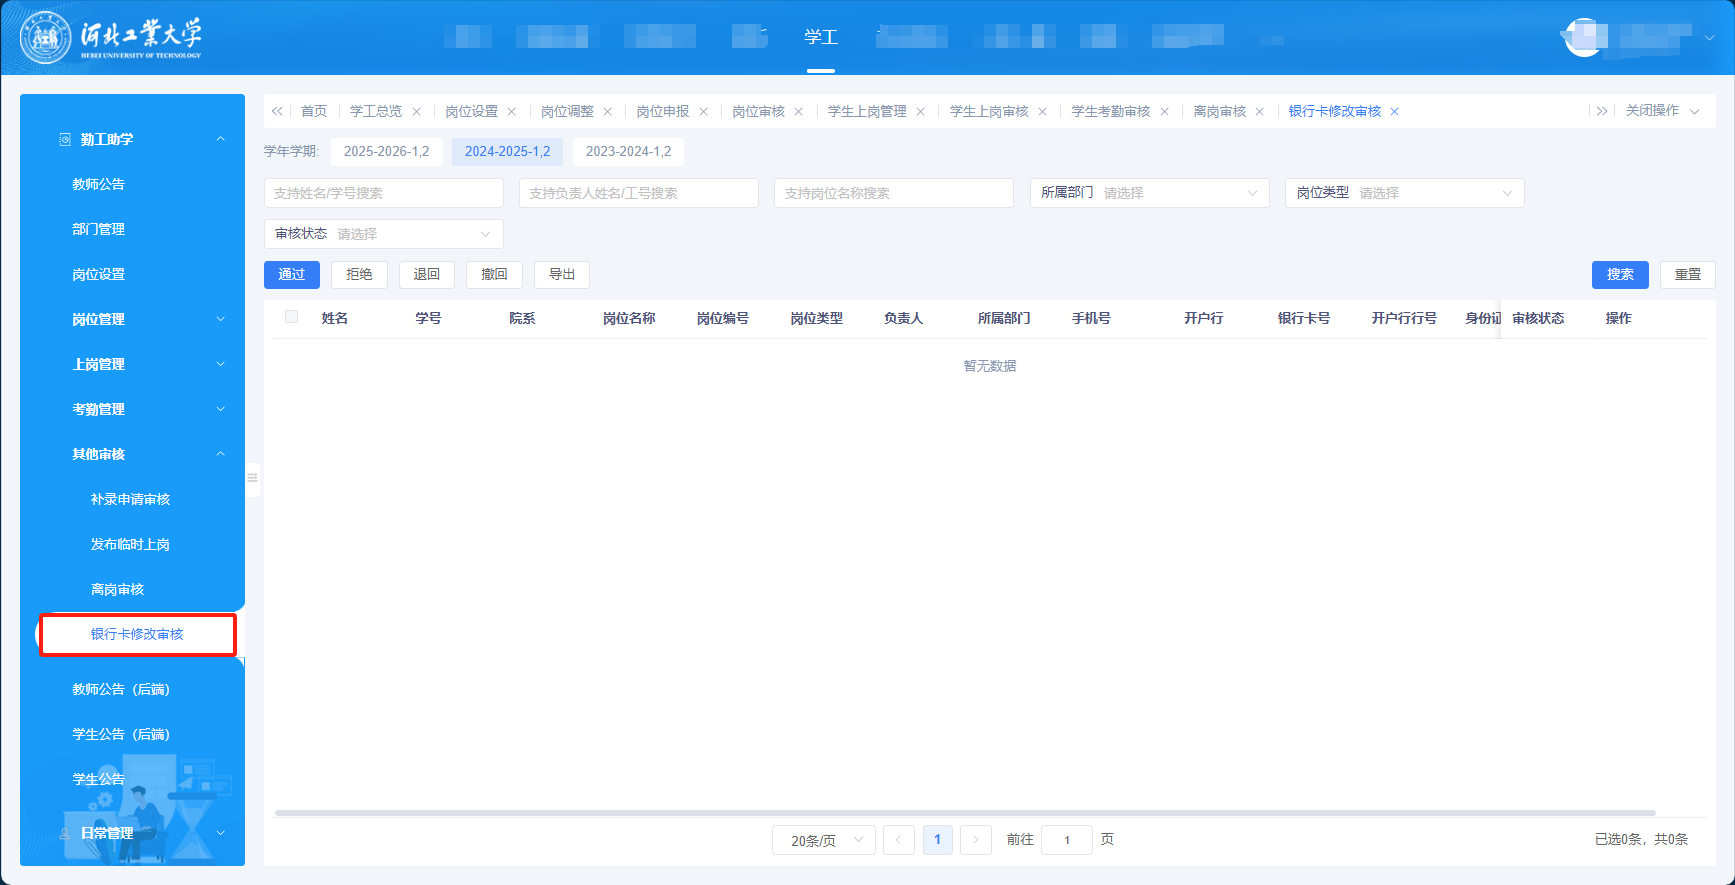 河北工業大学
HEBEI UNIVERSITY OF TECHNOLOGY
学工
勤工助学
教师公告
部门管理
岗位设置
岗位管理
上岗管理
考勤管理
其他审核
补录申请审核
发布临时上岗
离岗审核
银行卡修改审核
教师公告（后端）
学生公告（后端）
学生公告
日常管理
首页 学工总览 岗位设置 岗位调整 岗位申报 岗位审核 学生上岗管理 学生上岗审核 学生考勤审核 离岗审核 银行卡修改审核 关闭操作
学年学期: 2025-2026-1,2 2024-2025-1,2 2023-2024-1,2
支持姓名/学号搜索 支持负责人姓名/工号搜索 支持岗位名称搜索 所属部门 请选择 岗位类型 请选择
审核状态 请选择
通过 拒绝 退回 撤回 导出 搜索 重置
姓名 学号 院系 岗位名称 岗位编号 岗位类型 负责人 所属部门 手机号 开户行 银行卡号 开户行行号 身份证 审核状态 操作
暂无数据
20条/页 1 前往 1 页 已选0条，共0条